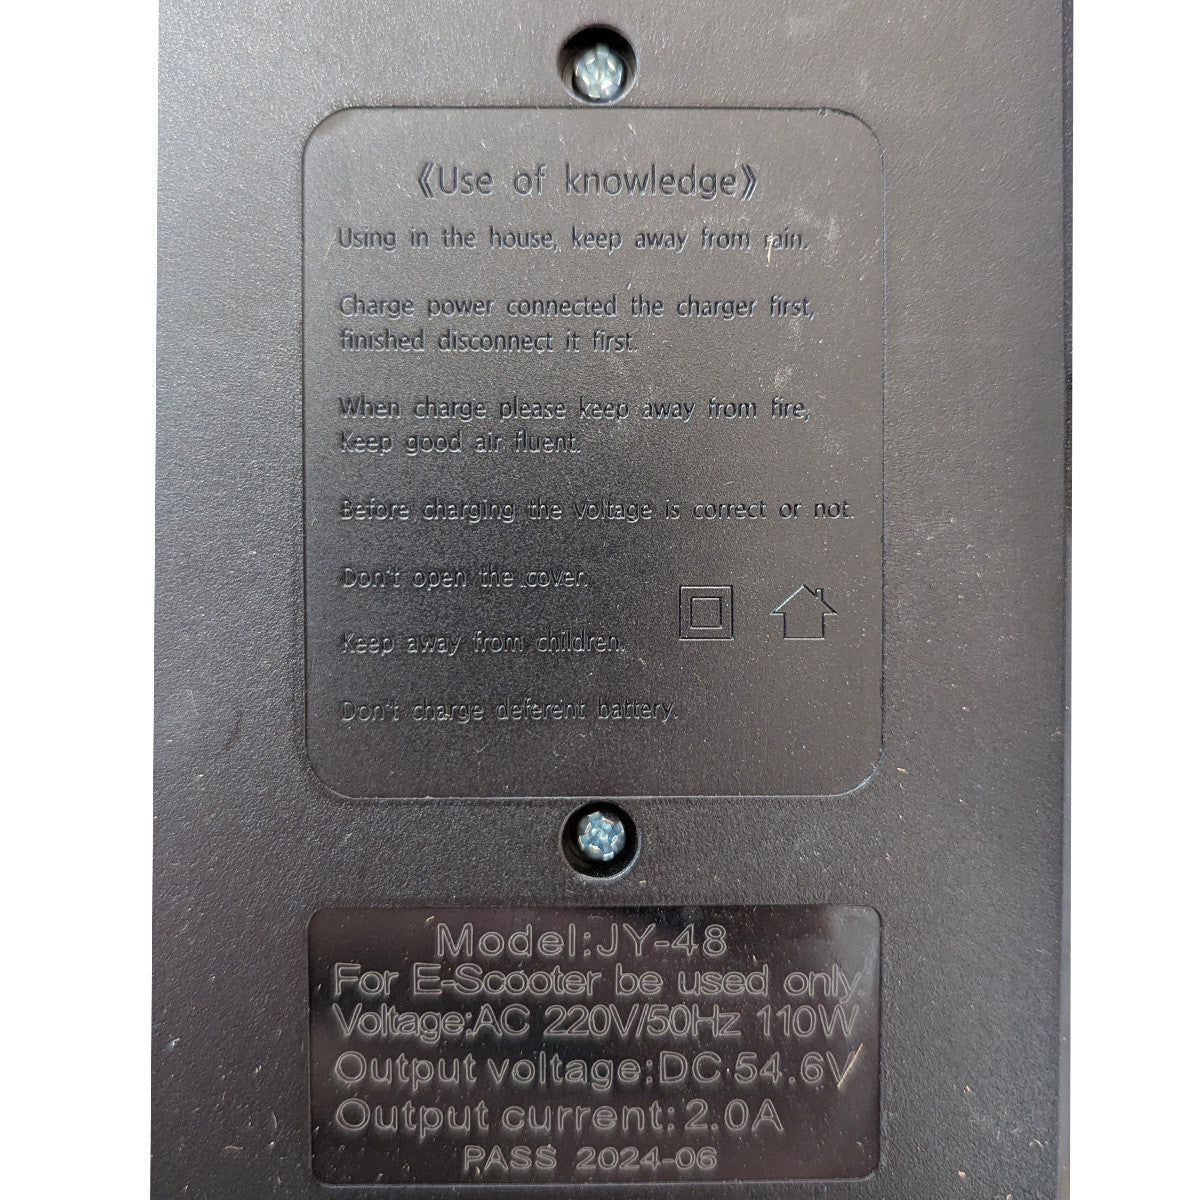 《Use of knowledge》
Using in the house, keep away from rain.
Charge power connected the charger first,
finished disconnect it first.
When charge please keep away from fire,
Keep good air fluent.
Before charging the voltage is correct or not.
Don't open the cover.
Keep away from children.
Don't charge deferent battery.
Model:JY-48
For E-Scooter be used only.
Voltage:AC 220V/50Hz 110W
Output voltage:DC 54.6V
Output current: 2.0A
PASS 2024-06